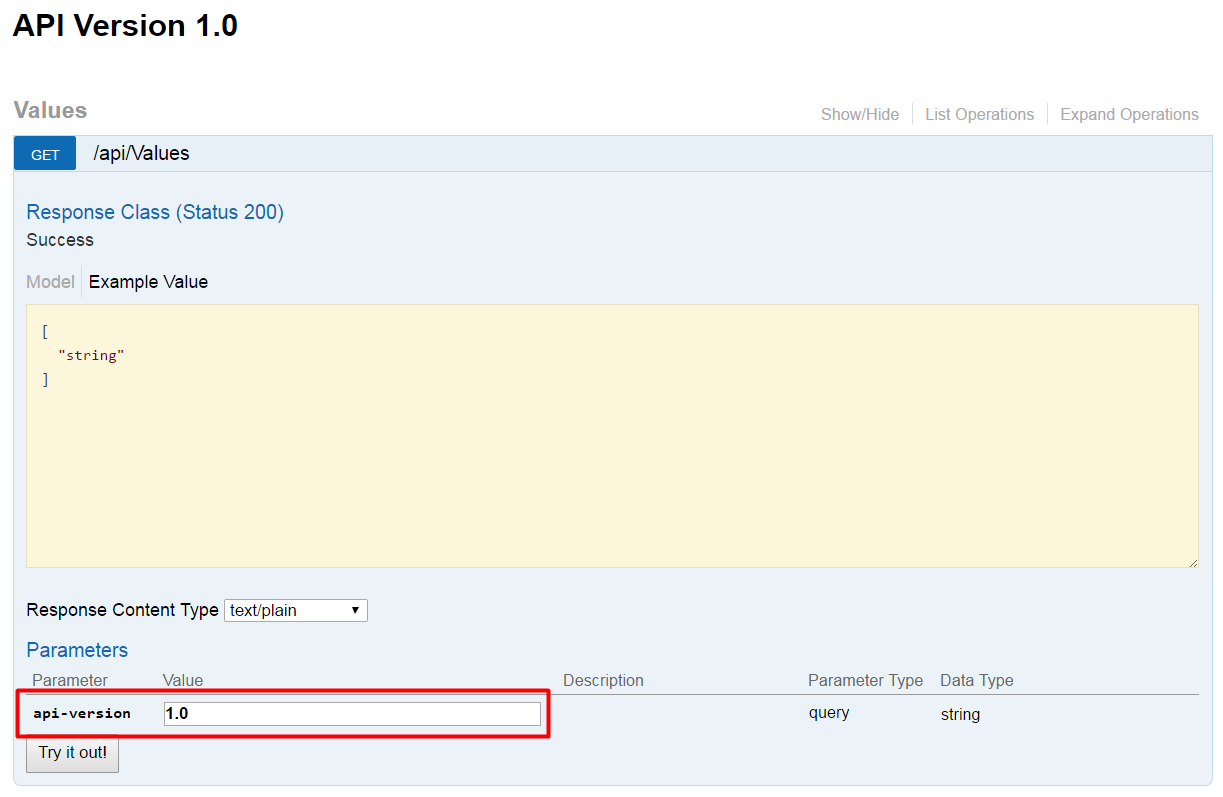 API Version 1.0
Values
Show/Hide List Operations Expand Operations
GET /api/Values
Response Class (Status 200)
Success
Model Example Value
[
"string"
]
Response Content Type text/plain
Parameters
Parameter Value Description Parameter Type Data Type
api-version 1.0 query string
Try it out!